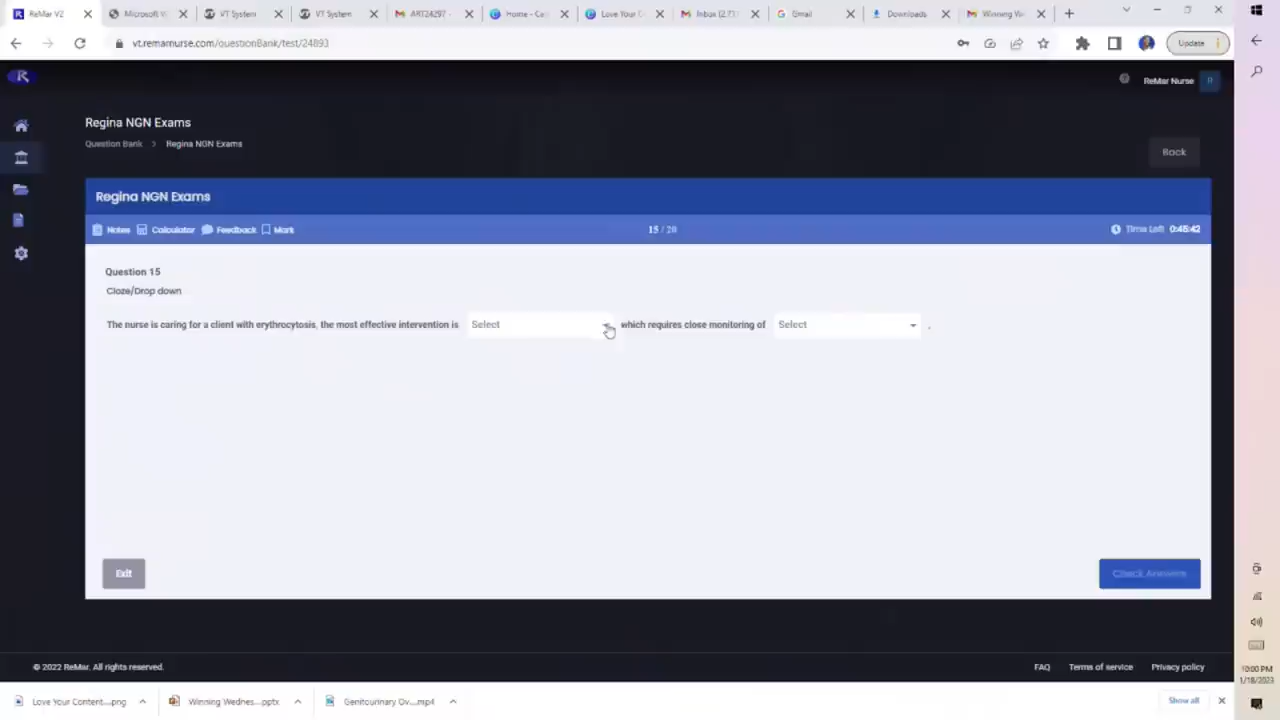 ReMar V2
Microsoft V
VT System
VT System
ART24297 -
Home - Ca
Love Your C
Inbox (2,73
Gmail
Downloads
Winning We
vt.remarnurse.com/questionBank/test/24893
Update
R
ReMar Nurse
R
Regina NGN Exams
Question Bank > Regina NGN Exams
Back
Regina NGN Exams
Notes
Calculator
Feedback
Mark
15 / 20
Time Left 0:45:42
Question 15
Cloze/Drop down
The nurse is caring for a client with erythrocytosis, the most effective intervention is Select which requires close monitoring of Select .
Exit
Check Answers
© 2022 ReMar. All rights reserved.
FAQ
Terms of service
Privacy policy
Love Your Content....png
Winning Wednes....pptx
Genitourinary Ov....mp4
Show all
10:00 PM
1/18/2023